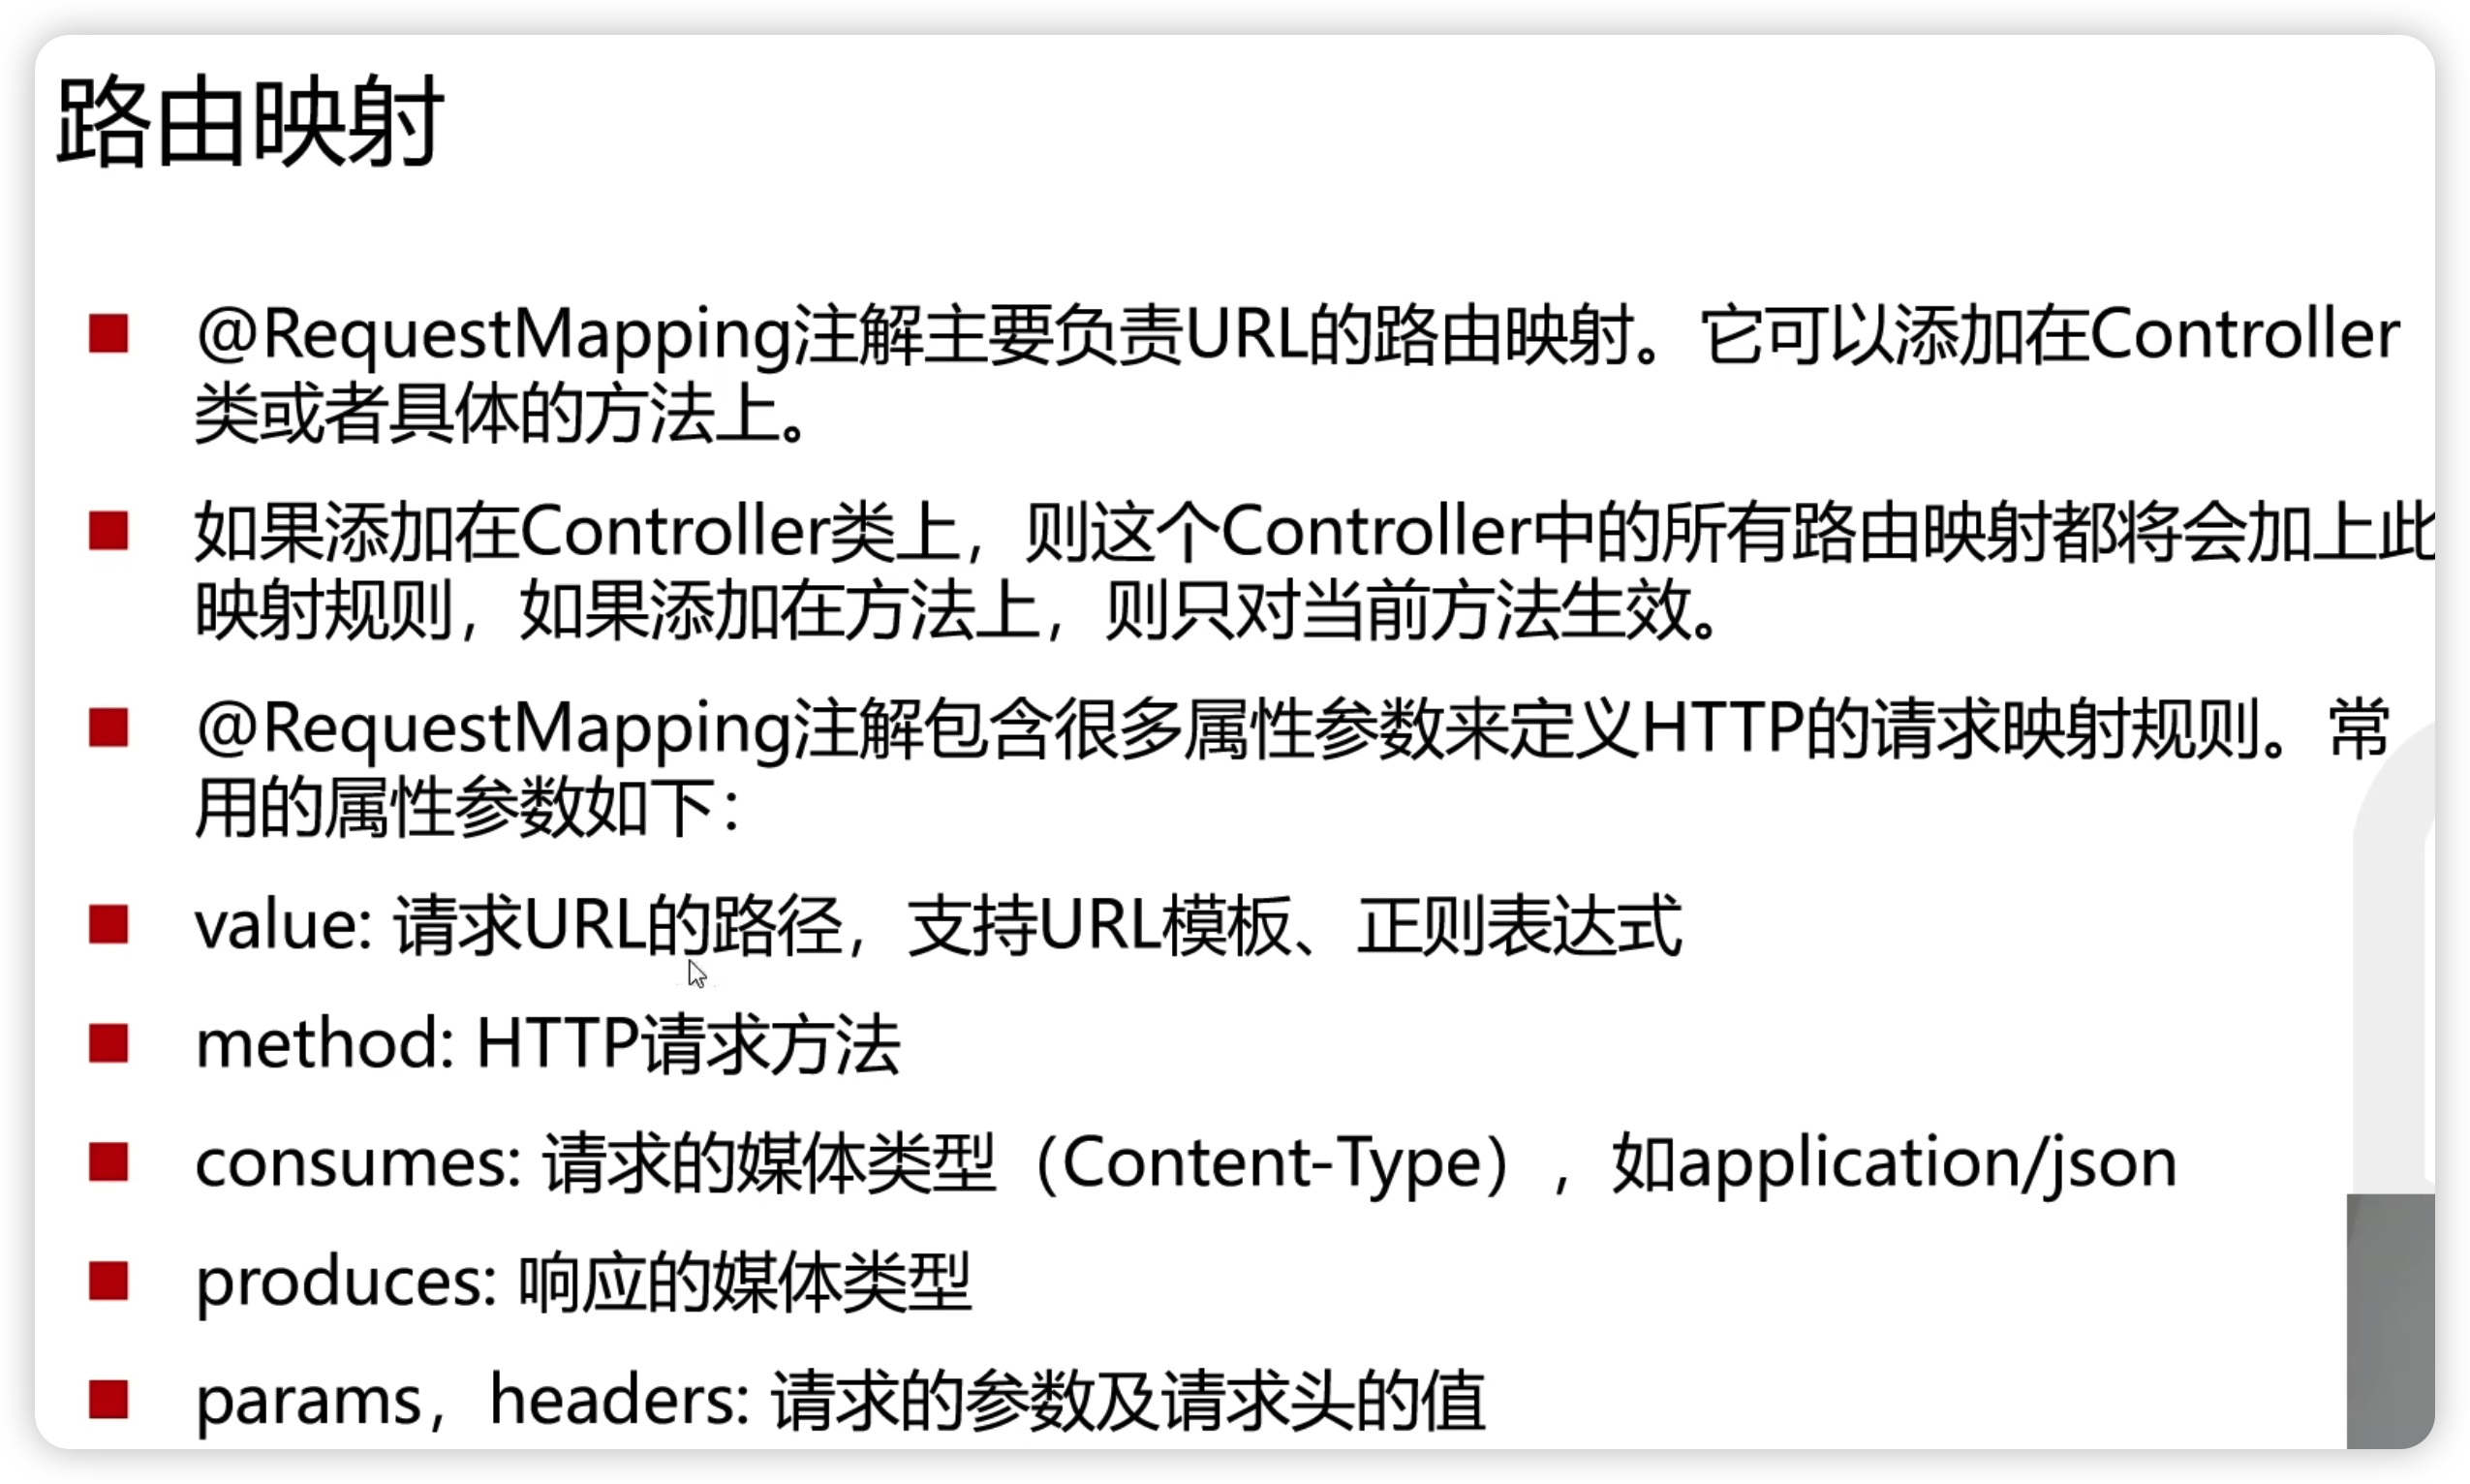 路由映射
@RequestMapping注解主要负责URL的路由映射。它可以添加在Controller
类或者具体的方法上。
如果添加在Controller类上，则这个Controller中的所有路由映射都将会加上此
映射规则，如果添加在方法上，则只对当前方法生效。
@RequestMapping注解包含很多属性参数来定义HTTP的请求映射规则。常
用的属性参数如下：
value: 请求URL的路径，支持URL模板、正则表达式
method: HTTP请求方法
consumes: 请求的媒体类型（Content-Type），如application/json
produces: 响应的媒体类型
params，headers: 请求的参数及请求头的值